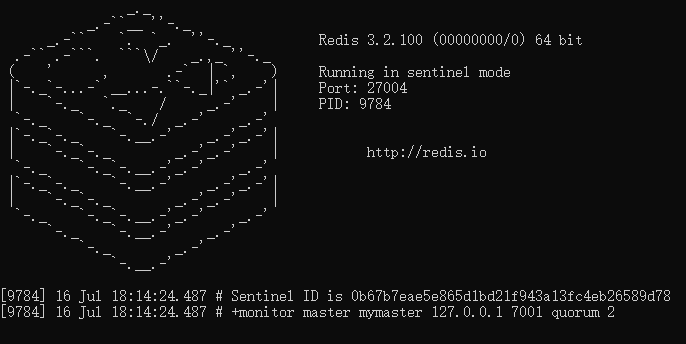 Redis 3.2.100 (00000000/0) 64 bit
Running in sentinel mode
Port: 27004
PID: 9784
http://redis.io
[9784] 16 Jul 18:14:24.487 # Sentinel ID is 0b67b7eae5e865d1bd21f943a13fc4eb26589d78
[9784] 16 Jul 18:14:24.487 # +monitor master mymaster 127.0.0.1 7001 quorum 2